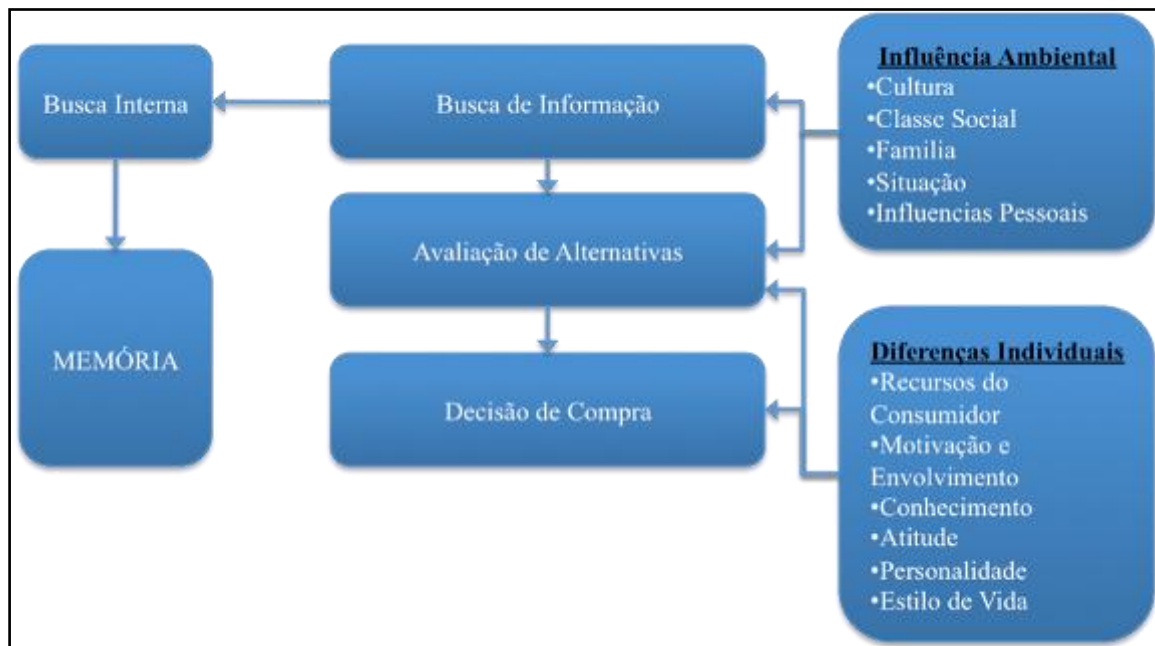 Busca Interna
Busca de Informação
MEMÓRIA
Avaliação de Alternativas
Decisão de Compra
Influência Ambiental
•Cultura
•Classe Social
•Familia
•Situação
•Influencias Pessoais
Diferenças Individuais
•Recursos do
Consumidor
•Motivação e
Envolvimento
•Conhecimento
•Atitude
•Personalidade
•Estilo de Vida